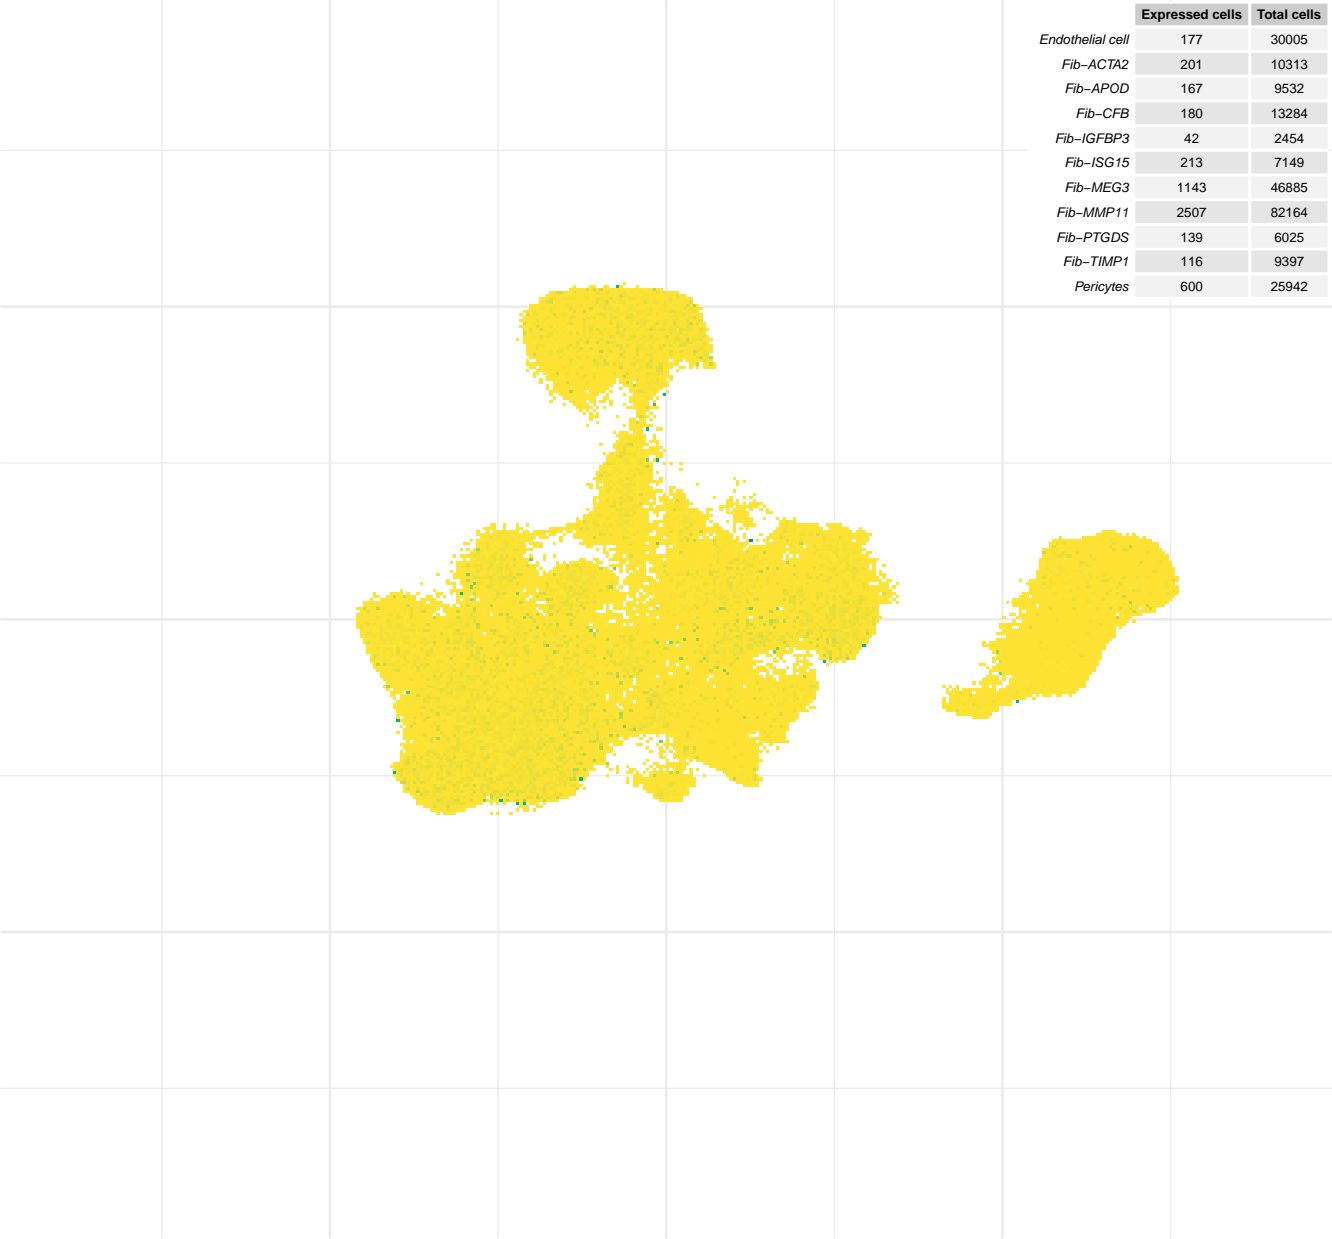 Expressed cells Total cells
Endothelial cell 177 30005
Fib−ACTA2 201 10313
Fib−APOD 167 9532
Fib−CFB 180 13284
Fib−IGFBP3 42 2454
Fib−ISG15 213 7149
Fib−MEG3 1143 46885
Fib−MMP11 2507 82164
Fib−PTGDS 139 6025
Fib−TIMP1 116 9397
Pericytes 600 25942